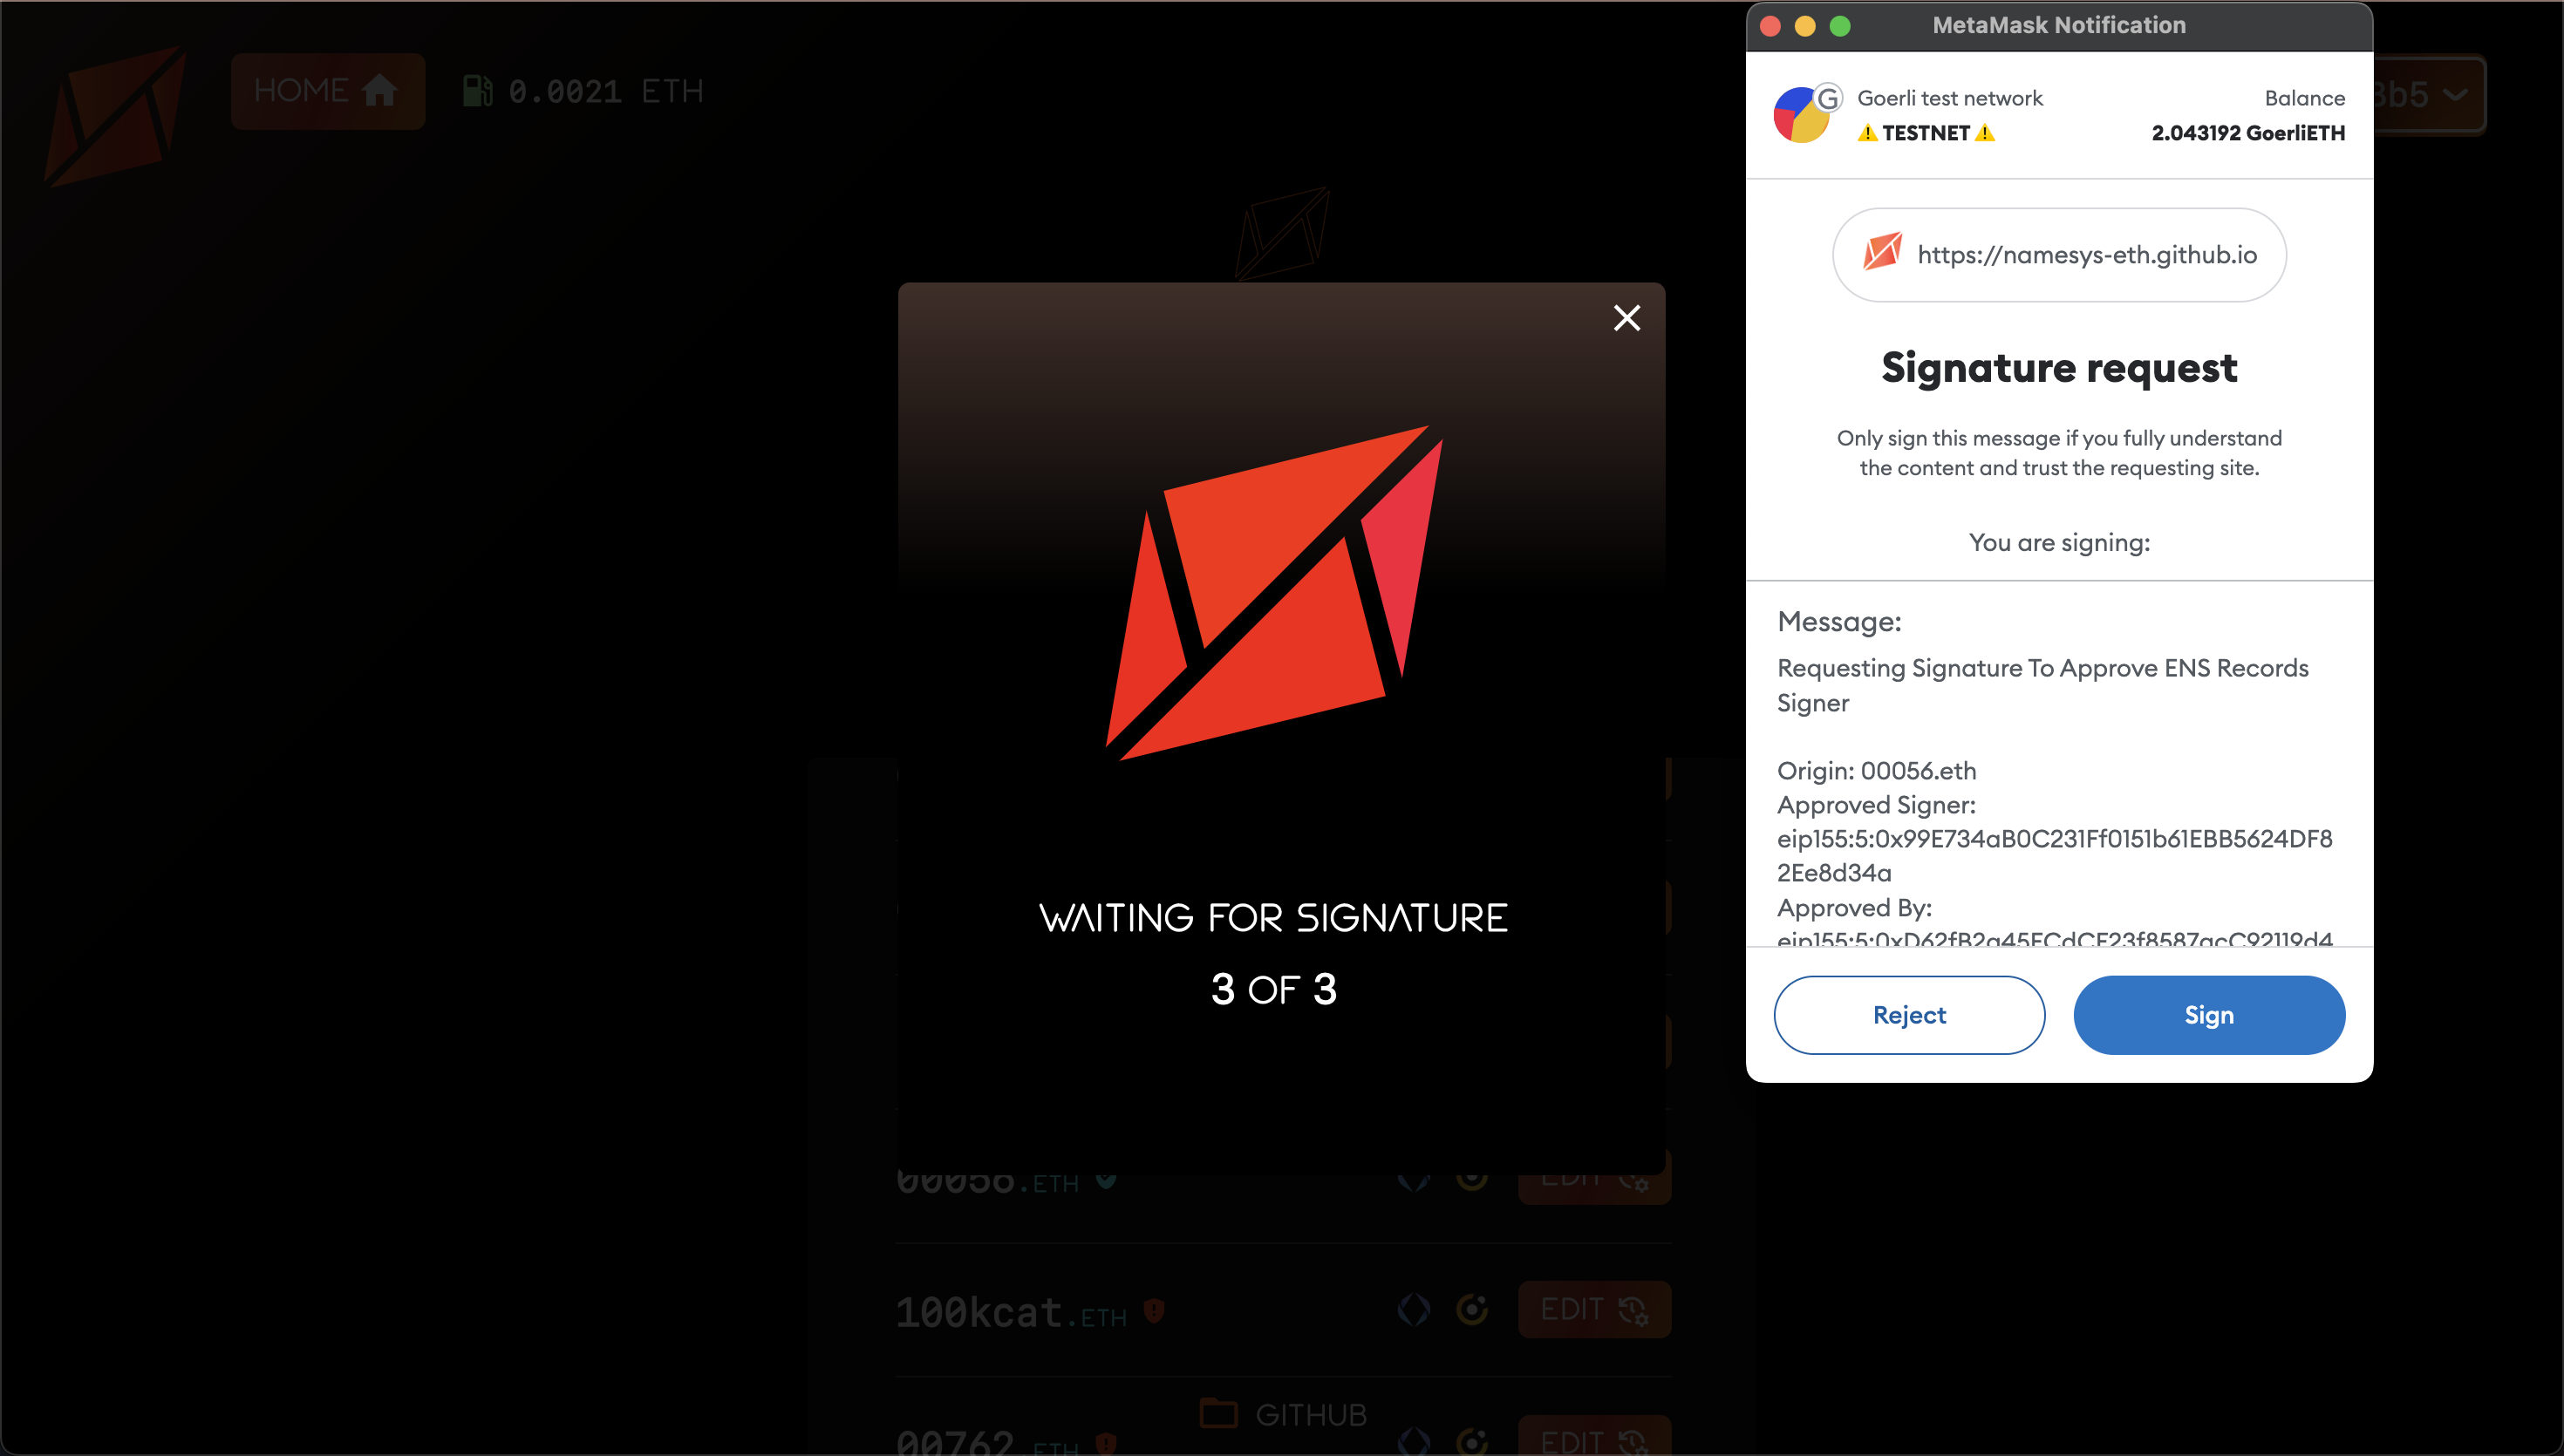 HOME
0.0021 ETH
3b5
WAITING FOR SIGNATURE
3 OF 3
00056.ETH
EDIT
100kcat.ETH
EDIT
GITHUB
00762.ETH
EDIT
MetaMask Notification
G
Goerli test network
Balance
TESTNET
2.043192 GoerliETH
https://namesys-eth.github.io
Signature request
Only sign this message if you fully understand
the content and trust the requesting site.
You are signing:
Message:
Requesting Signature To Approve ENS Records
Signer
Origin: 00056.eth
Approved Signer:
eip155:5:0x99E734aB0C231Ff0151b61EBB5624DF8
2Ee8d34a
Approved By:
eip155:5:0xD62fB2a45ECdCE23f8587acC92119d4
Reject
Sign